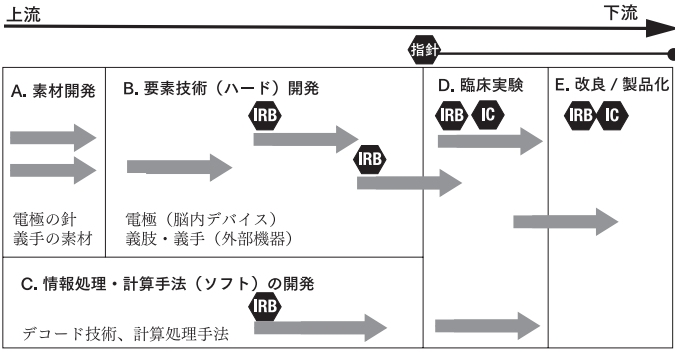 上流
下流
指針
A. 素材開発
B. 要素技術（ハード）開発
D. 臨床実験
E. 改良 / 製品化
IRB
IRB
IRB
IC
IRB
IC
電極の針
義手の素材
電極（脳内デバイス）
義肢・義手（外部機器）
C. 情報処理・計算手法（ソフト）の開発
IRB
デコード技術、計算処理手法